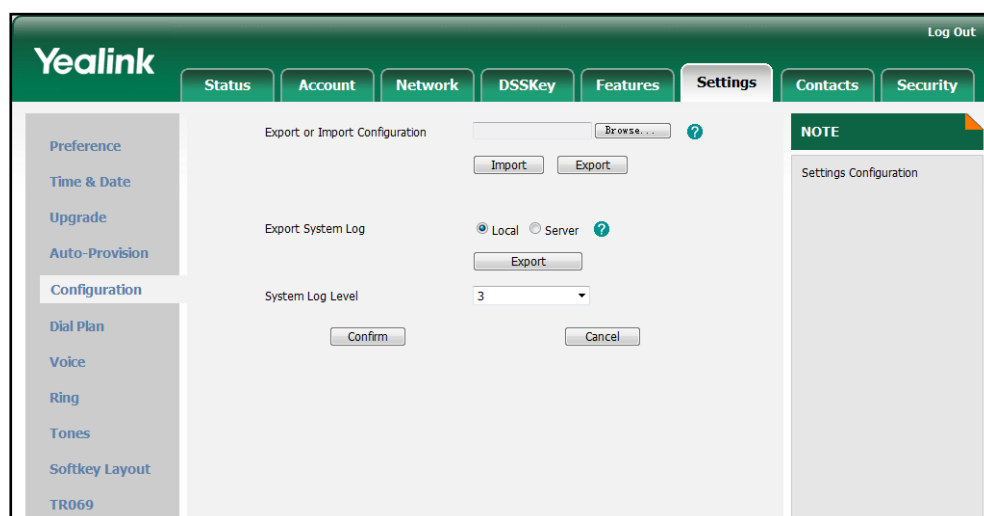 Log Out
Yealink
Status Account Network DSSKey Features Settings Contacts Security
Preference
Time & Date
Upgrade
Auto-Provision
Configuration
Dial Plan
Voice
Ring
Tones
Softkey Layout
TR069
Export or Import Configuration Browse... ?
Import Export
Export System Log Local Server ?
Export
System Log Level 3
Confirm Cancel
NOTE
Settings Configuration